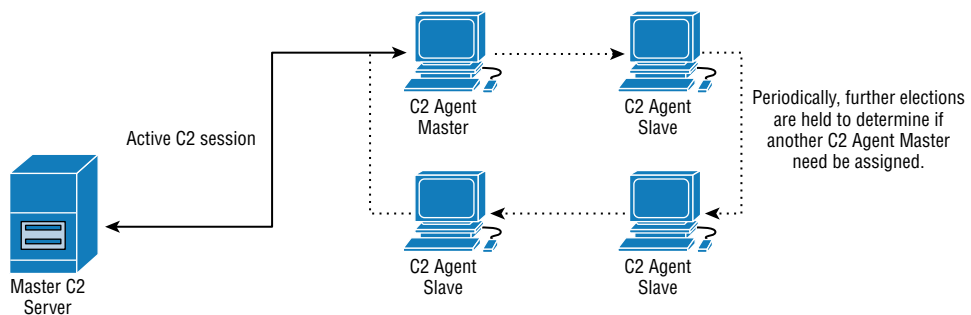 C2 Agent
Master
C2 Agent
Slave
Periodically, further elections
are held to determine if
another C2 Agent Master
need be assigned.
Active C2 session
C2 Agent
Slave
C2 Agent
Slave
Master C2
Server